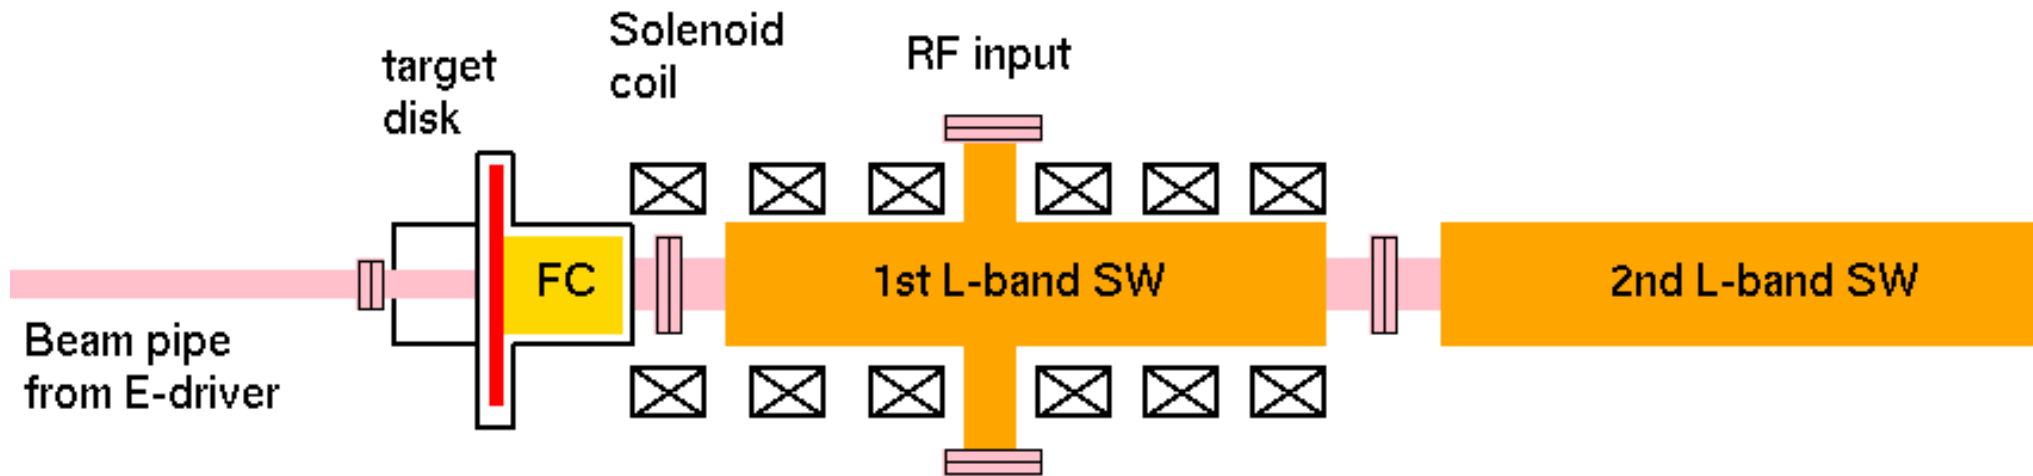 target
disk
Solenoid
coil
RF input
FC
1st L-band SW
2nd L-band SW
Beam pipe
from E-driver